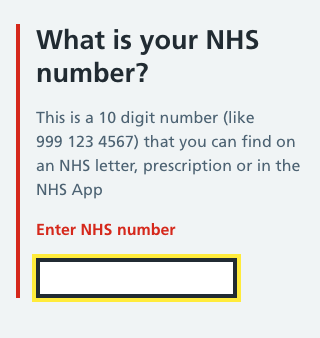 What is your NHS
number?
This is a 10 digit number (like
999 123 4567) that you can find on
an NHS letter, prescription or in the
NHS App
Enter NHS number